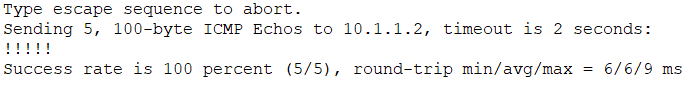 Type escape sequence to abort.
Sending 5, 100-byte ICMP Echos to 10.1.1.2, timeout is 2 seconds:
!!!!!
Success rate is 100 percent (5/5), round-trip min/avg/max = 6/6/9 ms